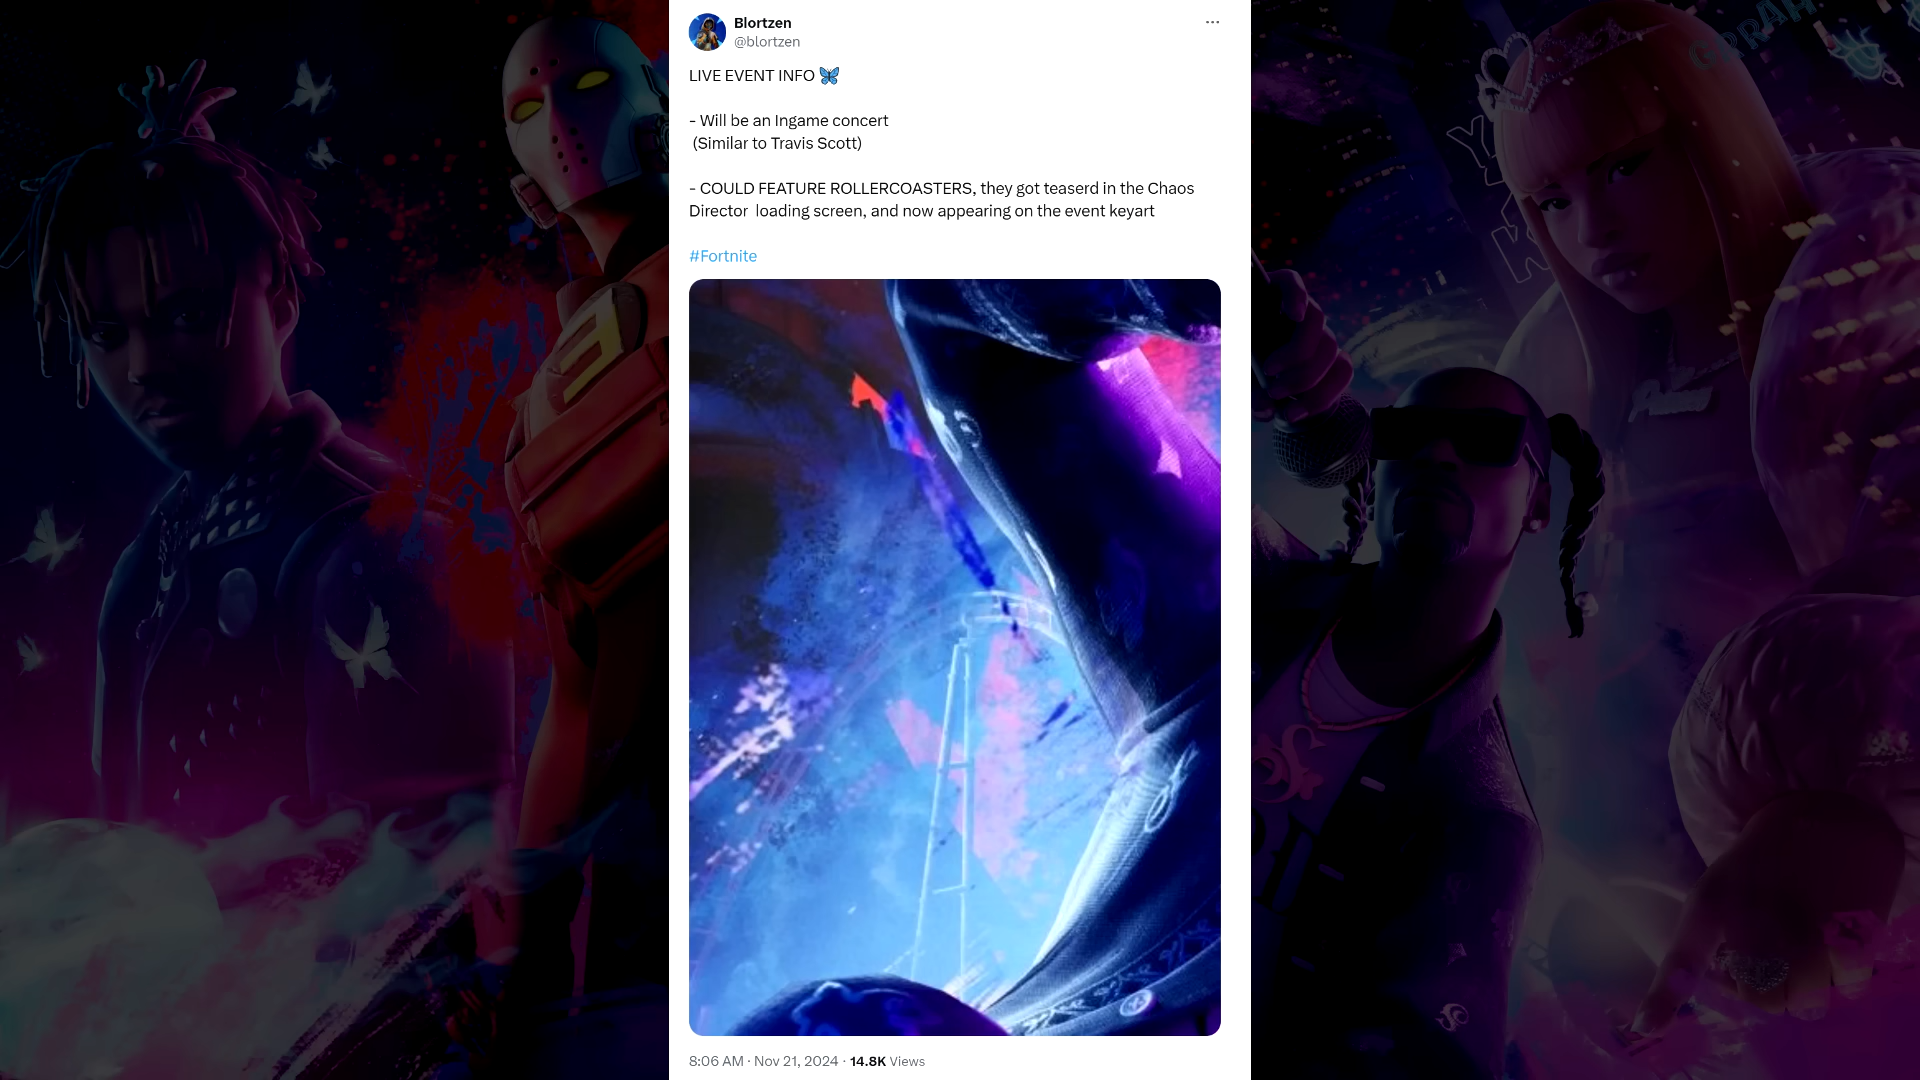 Blortzen
@blortzen
LIVE EVENT INFO 🦋
- Will be an Ingame concert
(Similar to Travis Scott)
- COULD FEATURE ROLLERCOASTERS, they got teaserd in the Chaos
Director loading screen, and now appearing on the event keyart
#Fortnite
8:06 AM · Nov 21, 2024 · 14.8K Views
GRRAH